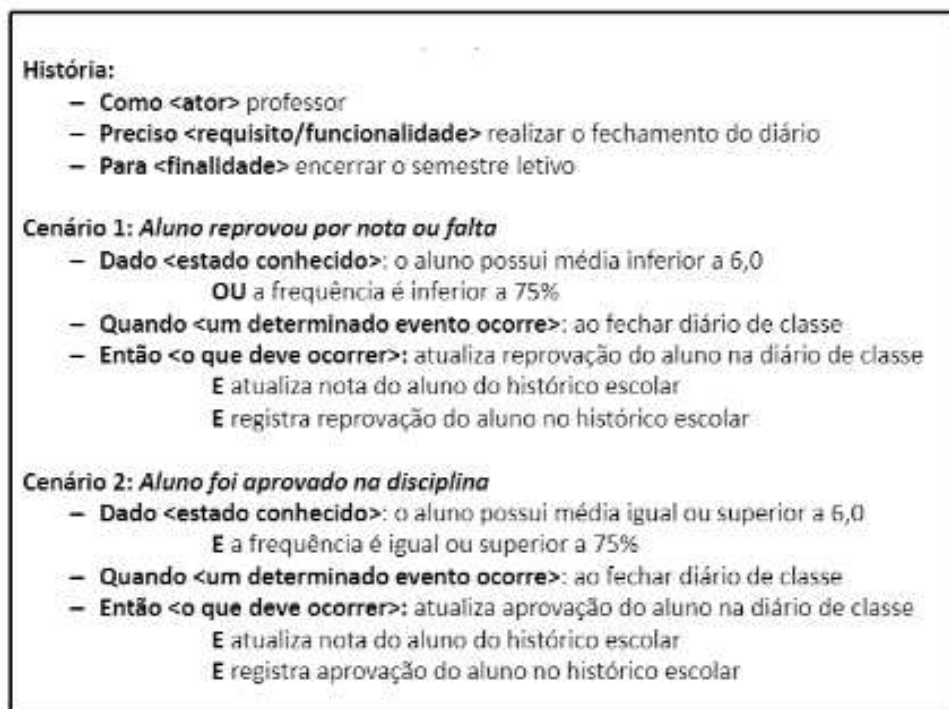 História:
– Como <ator> professor
– Preciso <requisito/funcionalidade> realizar o fechamento do diário
– Para <finalidade> encerrar o semestre letivo
Cenário 1: Aluno reprovou por nota ou falta
– Dado <estado conhecido>: o aluno possui média inferior a 6,0
OU a frequência é inferior a 75%
– Quando <um determinado evento ocorre>: ao fechar diário de classe
– Então <o que deve ocorrer>: atualiza reprovação do aluno na diário de classe
E atualiza nota do aluno do histórico escolar
E registra reprovação do aluno no histórico escolar
Cenário 2: Aluno foi aprovado na disciplina
– Dado <estado conhecido>: o aluno possui média igual ou superior a 6,0
E a frequência é igual ou superior a 75%
– Quando <um determinado evento ocorre>: ao fechar diário de classe
– Então <o que deve ocorrer>: atualiza aprovação do aluno na diário de classe
E atualiza nota do aluno do histórico escolar
E registra aprovação do aluno no histórico escolar